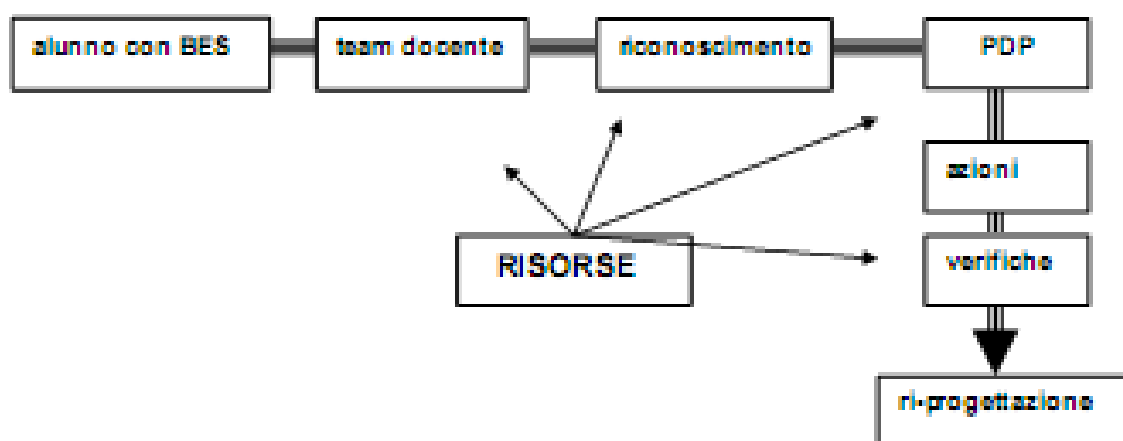 alunno con BES
team docente
riconoscimento
PDP
azioni
RISORSE
verifiche
ri-progettazione